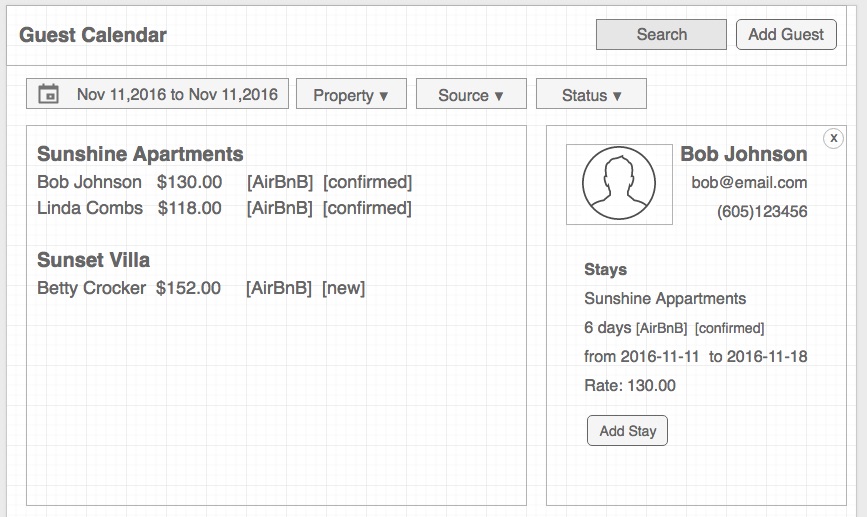 Guest Calendar
Search
Add Guest
Nov 11,2016 to Nov 11,2016
Property ▼
Source ▼
Status ▼
Sunshine Apartments
Bob Johnson $130.00 [AirBnB] [confirmed]
Linda Combs $118.00 [AirBnB] [confirmed]
Sunset Villa
Betty Crocker $152.00 [AirBnB] [new]
x
Bob Johnson
bob@email.com
(605)123456
Stays
Sunshine Appartments
6 days [AirBnB] [confirmed]
from 2016-11-11 to 2016-11-18
Rate: 130.00
Add Stay